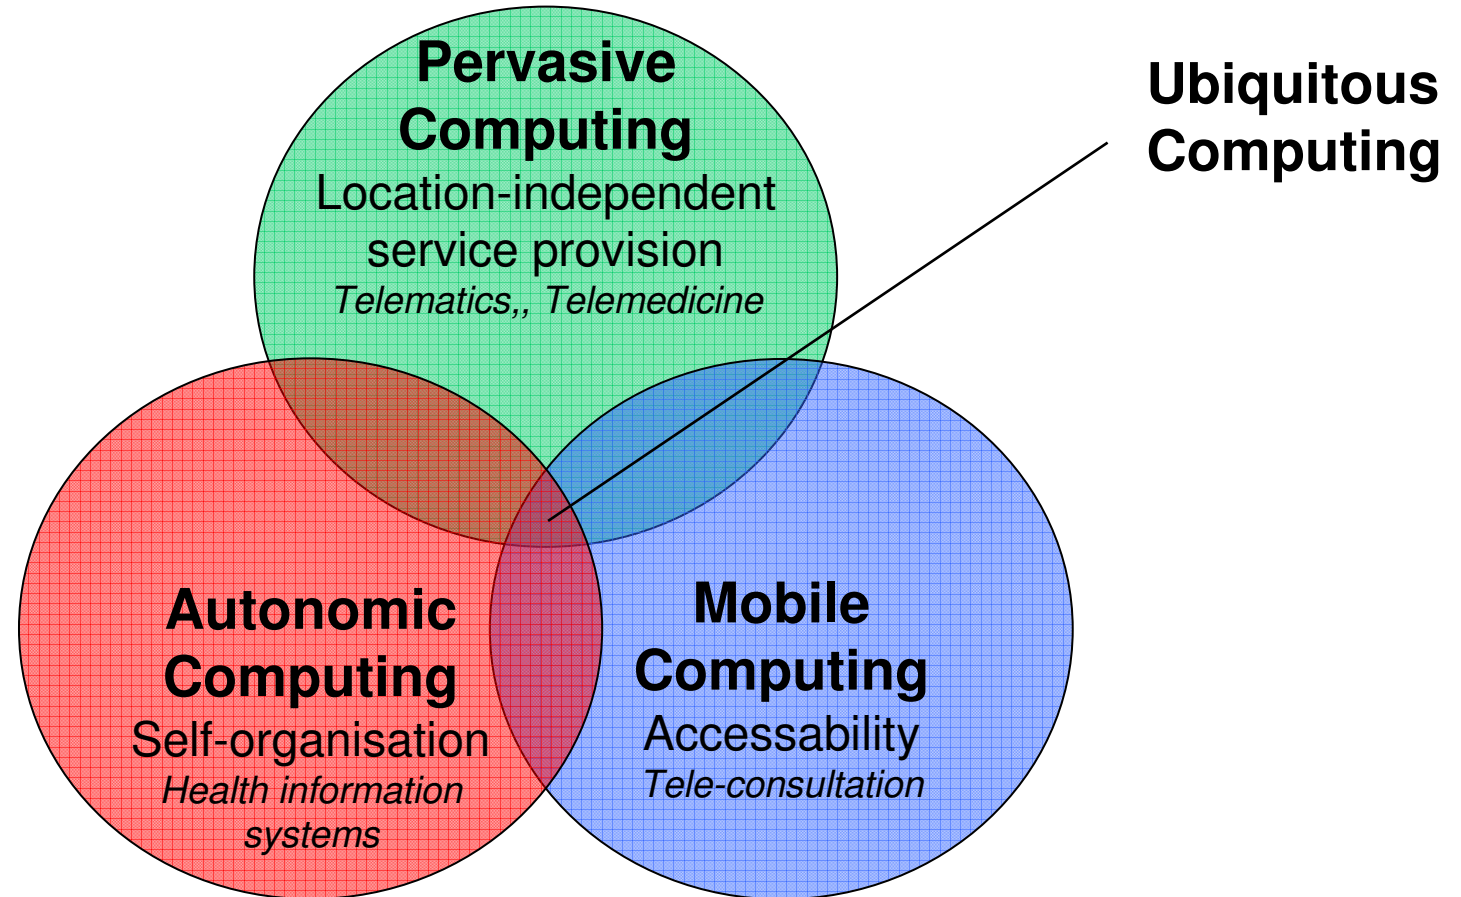 Pervasive
Computing
Location-independent
service provision
Telematics,, Telemedicine
Ubiquitous
Computing
Autonomic
Computing
Self-organisation
Health information
systems
Mobile
Computing
Accessability
Tele-consultation